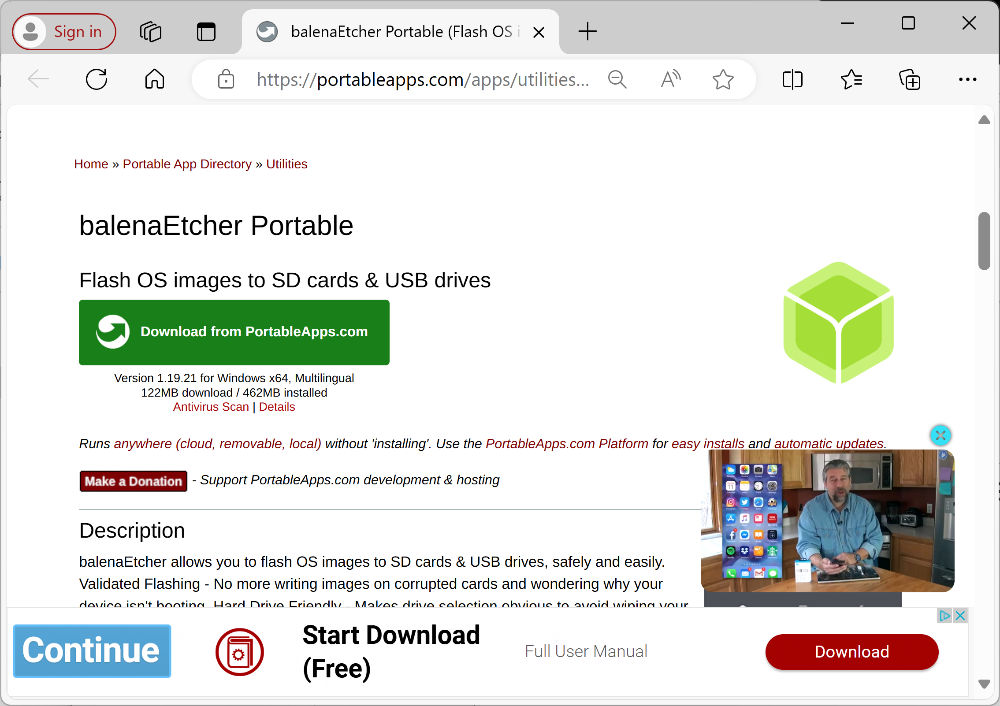 Sign in
balenaEtcher Portable (Flash OS i
https://portableapps.com/apps/utilities...
Home » Portable App Directory » Utilities
balenaEtcher Portable
Flash OS images to SD cards & USB drives
Download from PortableApps.com
Version 1.19.21 for Windows x64, Multilingual
122MB download / 462MB installed
Antivirus Scan | Details
Runs anywhere (cloud, removable, local) without 'installing'. Use the PortableApps.com Platform for easy installs and automatic updates.
Make a Donation - Support PortableApps.com development & hosting
Description
balenaEtcher allows you to flash OS images to SD cards & USB drives, safely and easily.
Validated Flashing - No more writing images on corrupted cards and wondering why your
device isn't booting. Hard Drive Friendly - Makes drive selection obvious to avoid wiping your
Continue
Start Download
(Free)
Full User Manual
Download